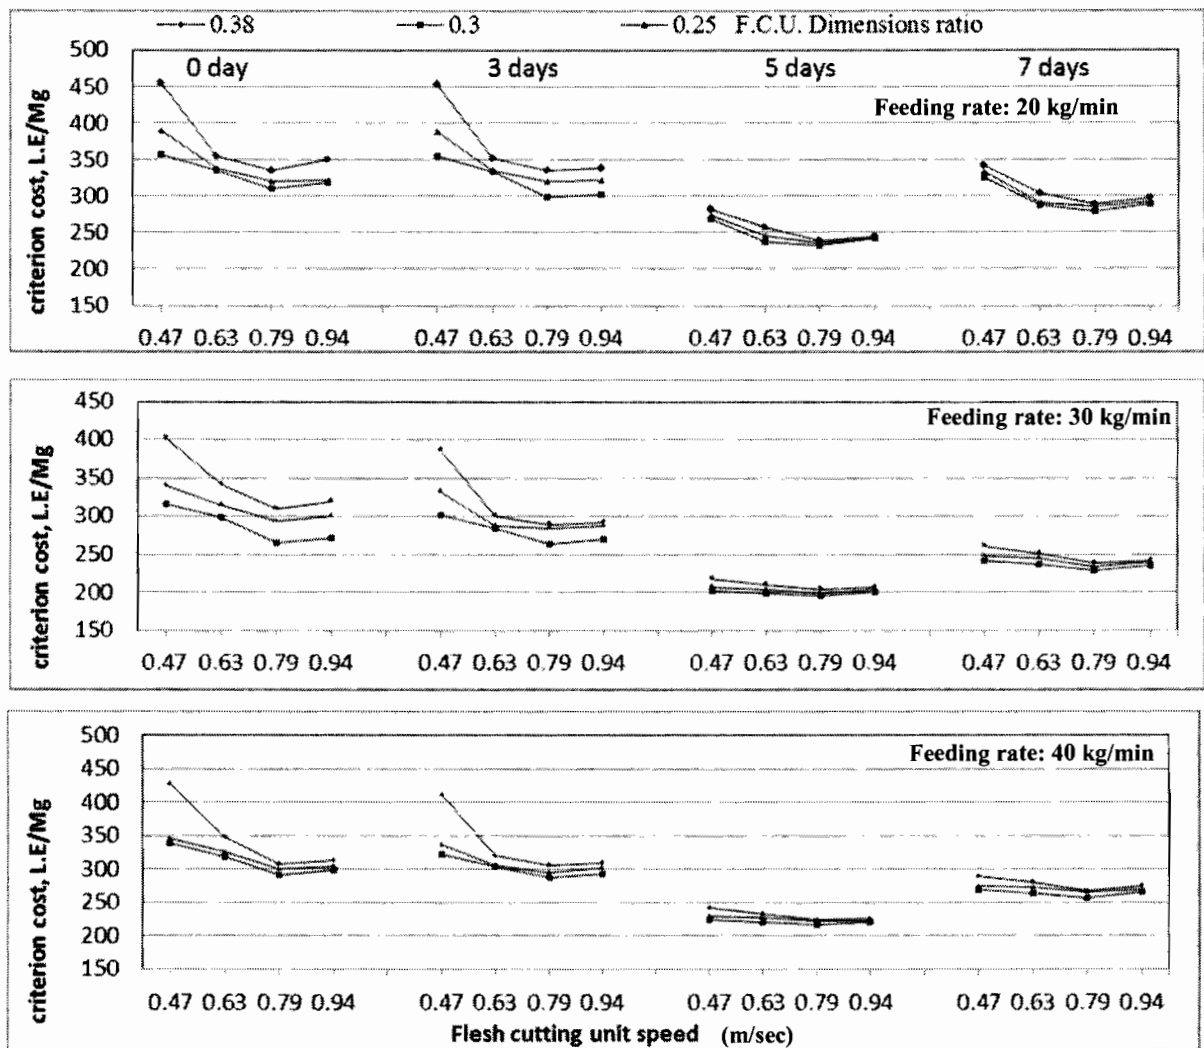 0.38 0.3 0.25 F.C.U. Dimensions ratio
criterion cost, L.E/Mg
500
450
400
350
300
250
200
150
0 day 3 days 5 days 7 days
Feeding rate: 20 kg/min
0.47 0.63 0.79 0.94 0.47 0.63 0.79 0.94 0.47 0.63 0.79 0.94 0.47 0.63 0.79 0.94
criterion cost, L.E/Mg
450
400
350
300
250
200
150
Feeding rate: 30 kg/min
0.47 0.63 0.79 0.94 0.47 0.63 0.79 0.94 0.47 0.63 0.79 0.94 0.47 0.63 0.79 0.94
criterion cost, L.E/Mg
500
450
400
350
300
250
200
150
Feeding rate: 40 kg/min
0.47 0.63 0.79 0.94 0.47 0.63 0.79 0.94 0.47 0.63 0.79 0.94 0.47 0.63 0.79 0.94
Flesh cutting unit speed (m/sec)